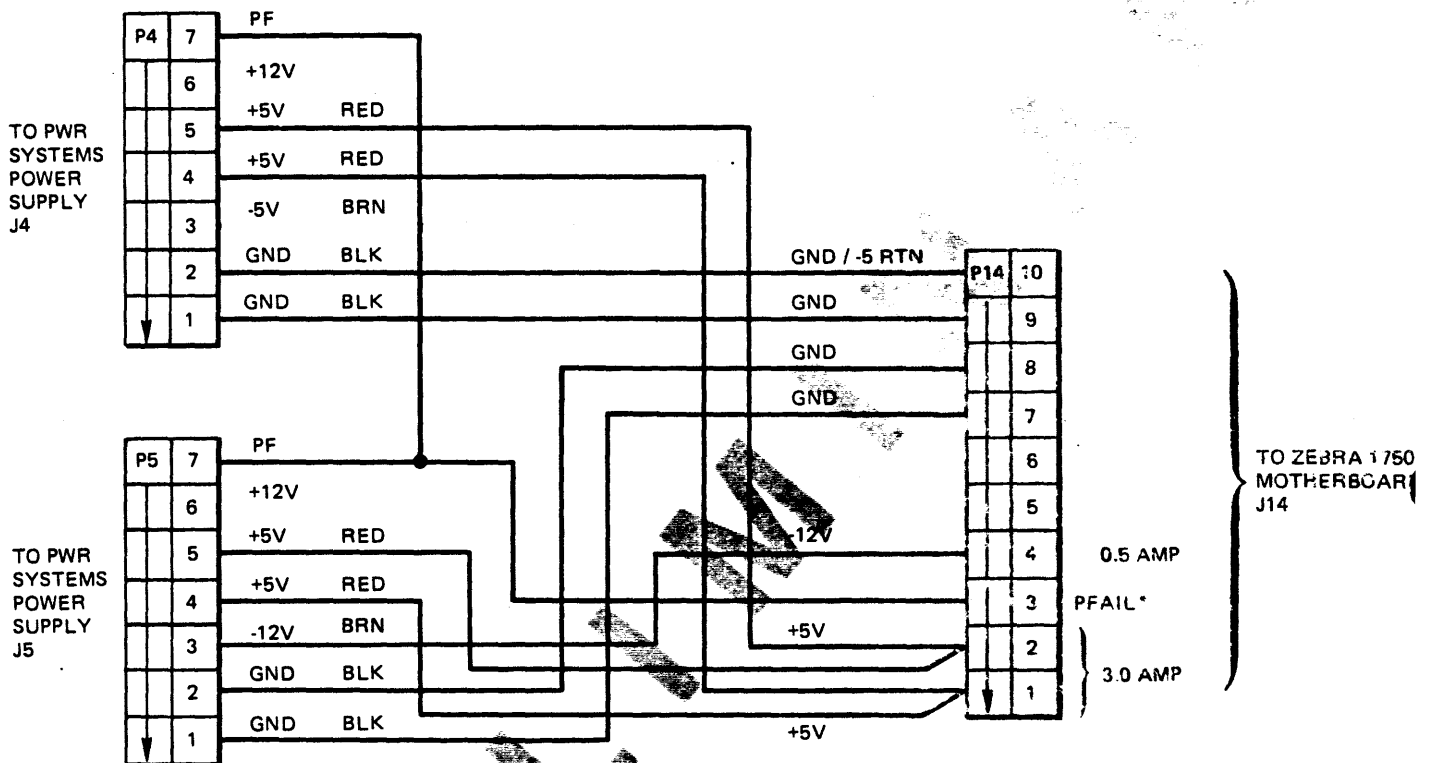 TO PWR
SYSTEMS
POWER
SUPPLY
J4
P4 7 PF
6 +12V
5 +5V RED
4 +5V RED
3 -5V BRN
2 GND BLK
1 GND BLK
TO PWR
SYSTEMS
POWER
SUPPLY
J5
P5 7 PF
6 +12V
5 +5V RED
4 +5V RED
3 -12V BRN
2 GND BLK
1 GND BLK
GND / -5 RTN P14 10
GND 9
GND 8
GND 7
6
5
-12V 4 0.5 AMP
3 PFAIL*
+5V 2
1 3.0 AMP
+5V
TO ZEBRA 1750
MOTHERBOARD
J14